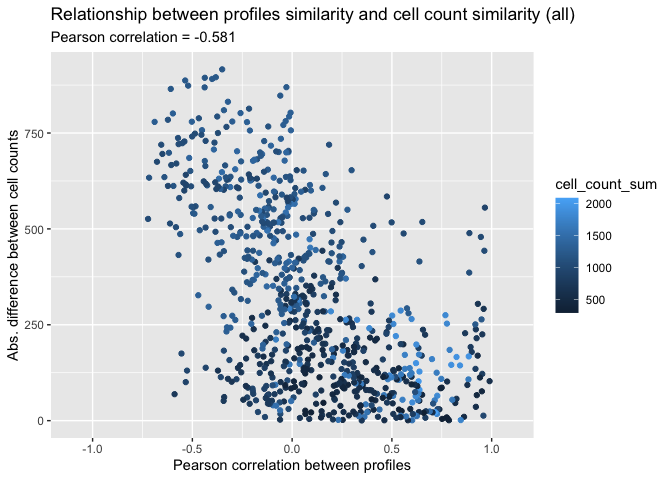 Relationship between profiles similarity and cell count similarity (all)
Pearson correlation = -0.581
Abs. difference between cell counts
750
500
250
0
-1.0 -0.5 0.0 0.5 1.0
Pearson correlation between profiles
cell_count_sum
2000
1500
1000
500